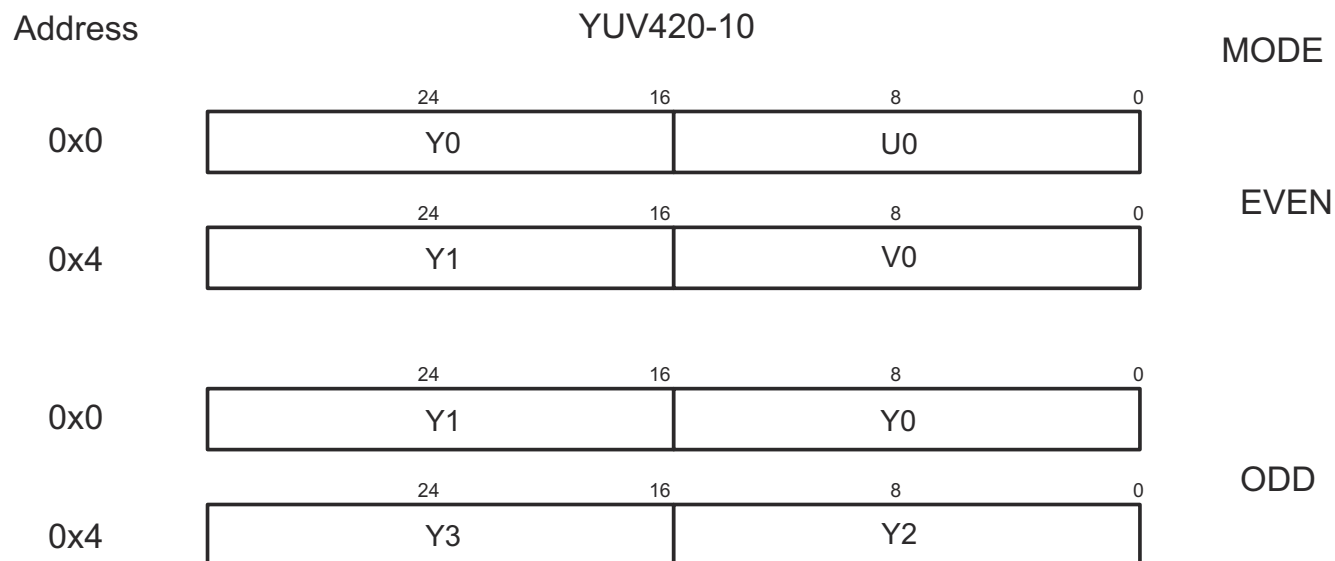 Address YUV420-10 MODE
24 16 8 0
0x0 Y0 U0
EVEN
24 16 8 0
0x4 Y1 V0
24 16 8 0
0x0 Y1 Y0
ODD
24 16 8 0
0x4 Y3 Y2